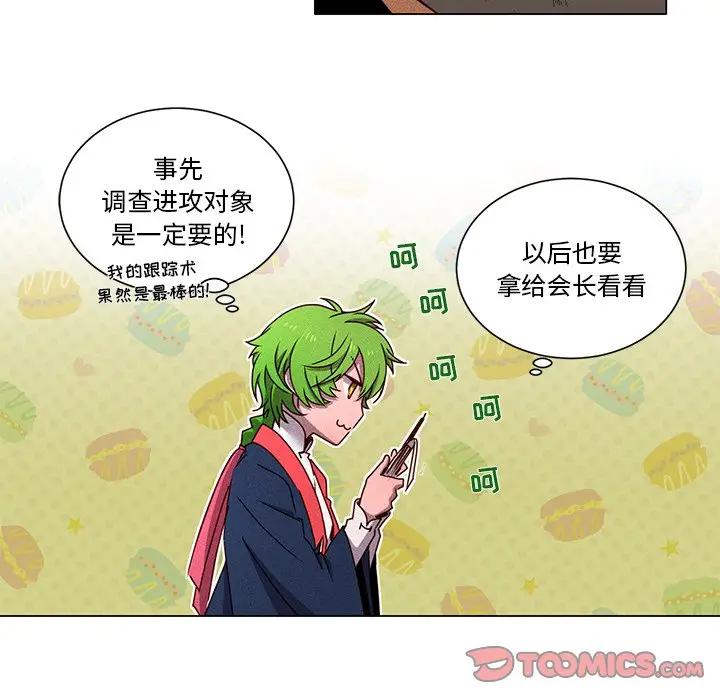 事先
调查进攻对象
是一定要的!
我的跟踪术
果然是最棒的!
以后也要
拿给会长看看
呵
呵
呵
呵
呵
TOOMICS.COM